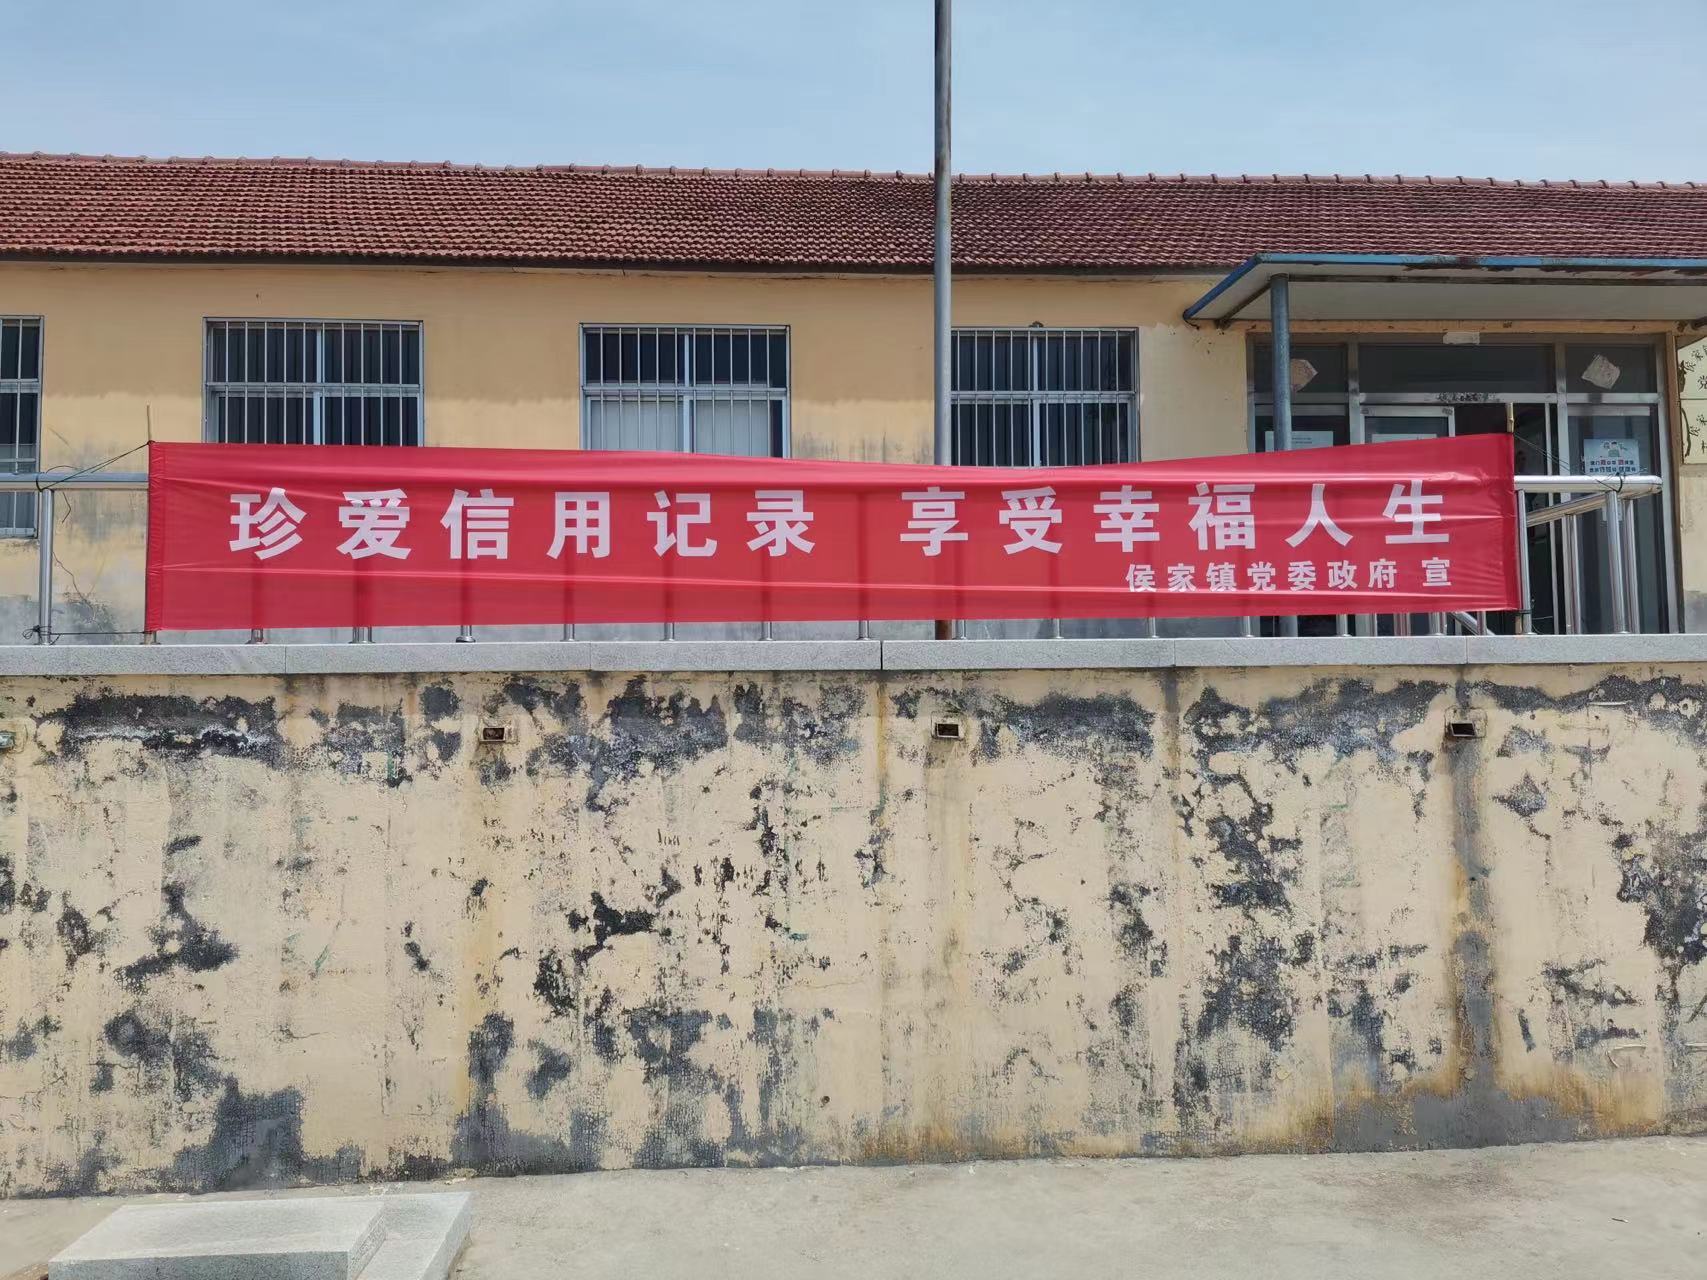 珍爱信用记录 享受幸福人生
侯家镇党委政府 宣